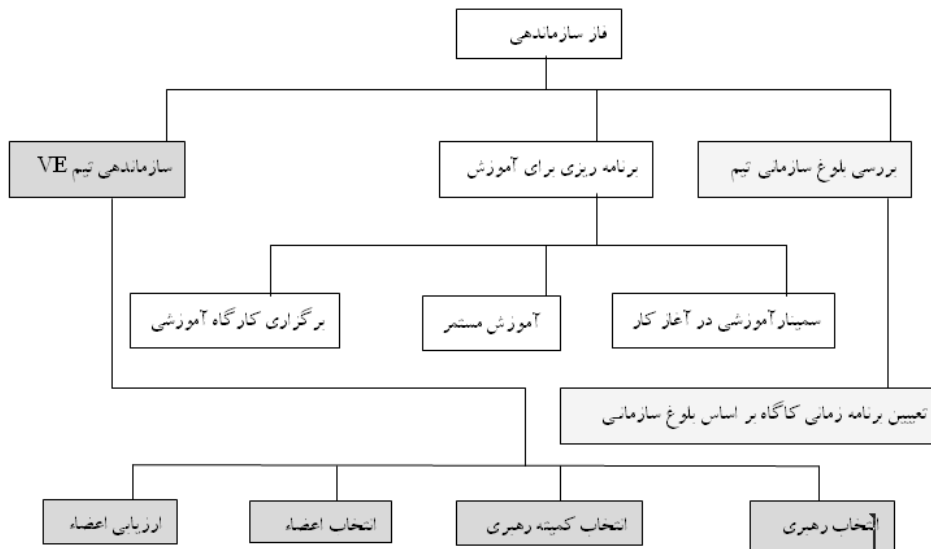 فاز سازماندهی
بررسی بلوغ سازمانی تیم
برنامه ریزی برای آموزش
سازماندهی تیم VE
سمینارآموزشی در آغاز کار
آموزش مستمر
برگزاری کارگاه آموزشی
تعیین برنامه زمانی کاگاه بر اساس بلوغ سازمانی
انتخاب رهبری
انتخاب کمیته رهبری
انتخاب اعضاء
ارزیابی اعضاء